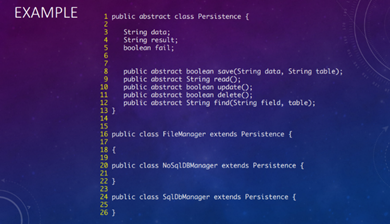 EXAMPLE
1 public abstract class Persistence {
2
3 String data;
4 String result;
5 boolean fail;
6
7
8 public abstract boolean save(String data, String table);
9 public abstract String read();
10 public abstract boolean update();
11 public abstract boolean delete();
12 public abstract String find(String field, table);
13 }
14
15
16 public class FileManager extends Persistence {
17
18 {
19
20 public class NoSqlDBManager extends Persistence {
21
22 }
23
24 public class SqlDbManager extends Persistence {
25
26 }